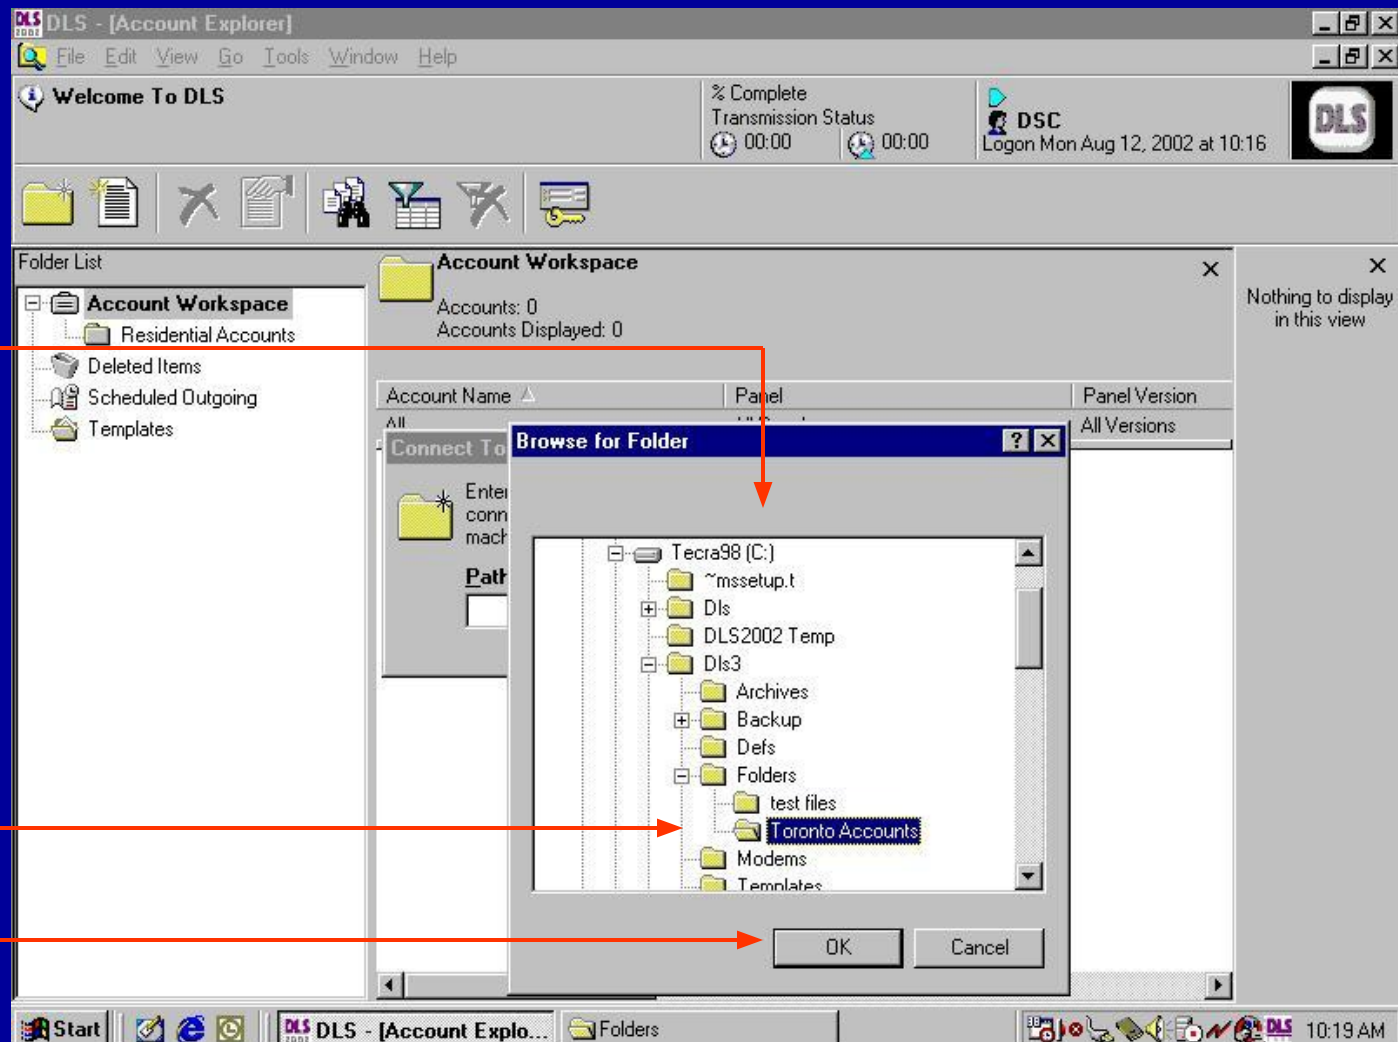 DLS - [Account Explorer]
File Edit View Go Tools Window Help
Welcome To DLS
% Complete
Transmission Status
00:00 00:00
DSC
Logon Mon Aug 12, 2002 at 10:16
DLS
Folder List
Account Workspace
Residential Accounts
Deleted Items
Scheduled Outgoing
Templates
Account Workspace
Accounts: 0
Accounts Displayed: 0
Nothing to display
in this view
Account Name Panel Panel Version
All All Versions
Connect To
Enter
conn
mach
Path
Browse for Folder
Tecra98 (C:)
~mssetup.t
Dls
DLS2002 Temp
Dls3
Archives
Backup
Defs
Folders
test files
Toronto Accounts
Modems
Templates
OK Cancel
Start DLS - [Account Explo... Folders 10:19 AM